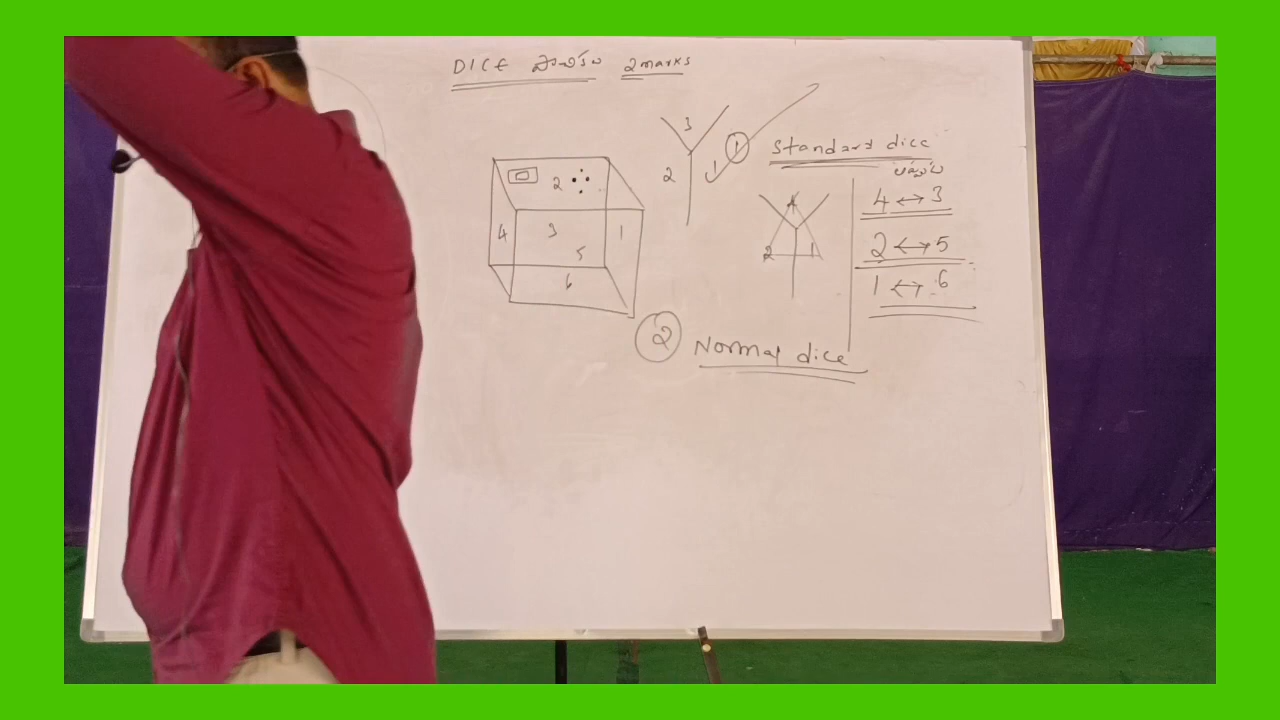 DICE పాచికలు 2marks
3
2 1
①
Standard dice
4 ↔ 3
2 ↔ 5
1 ↔ 6
4
2 1
2
4 3 1
5
6
② Normal dice